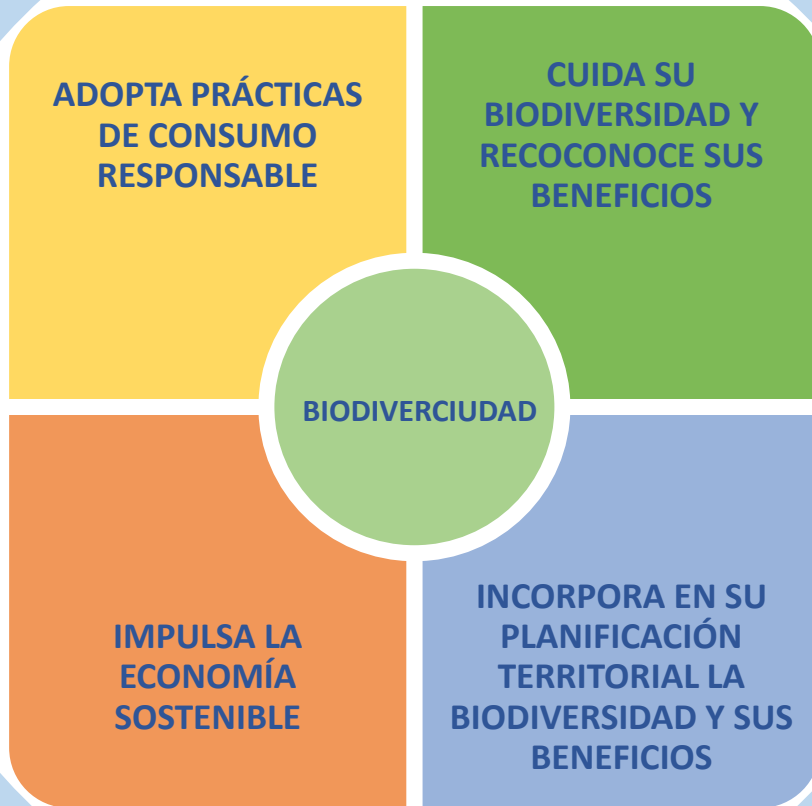 ADOPTA PRÁCTICAS
DE CONSUMO
RESPONSABLE
CUIDA SU
BIODIVERSIDAD Y
RECOCONOCE SUS
BENEFICIOS
BIODIVERCIUDAD
IMPULSA LA
ECONOMÍA
SOSTENIBLE
INCORPORA EN SU
PLANIFICACIÓN
TERRITORIAL LA
BIODIVERSIDAD Y SUS
BENEFICIOS